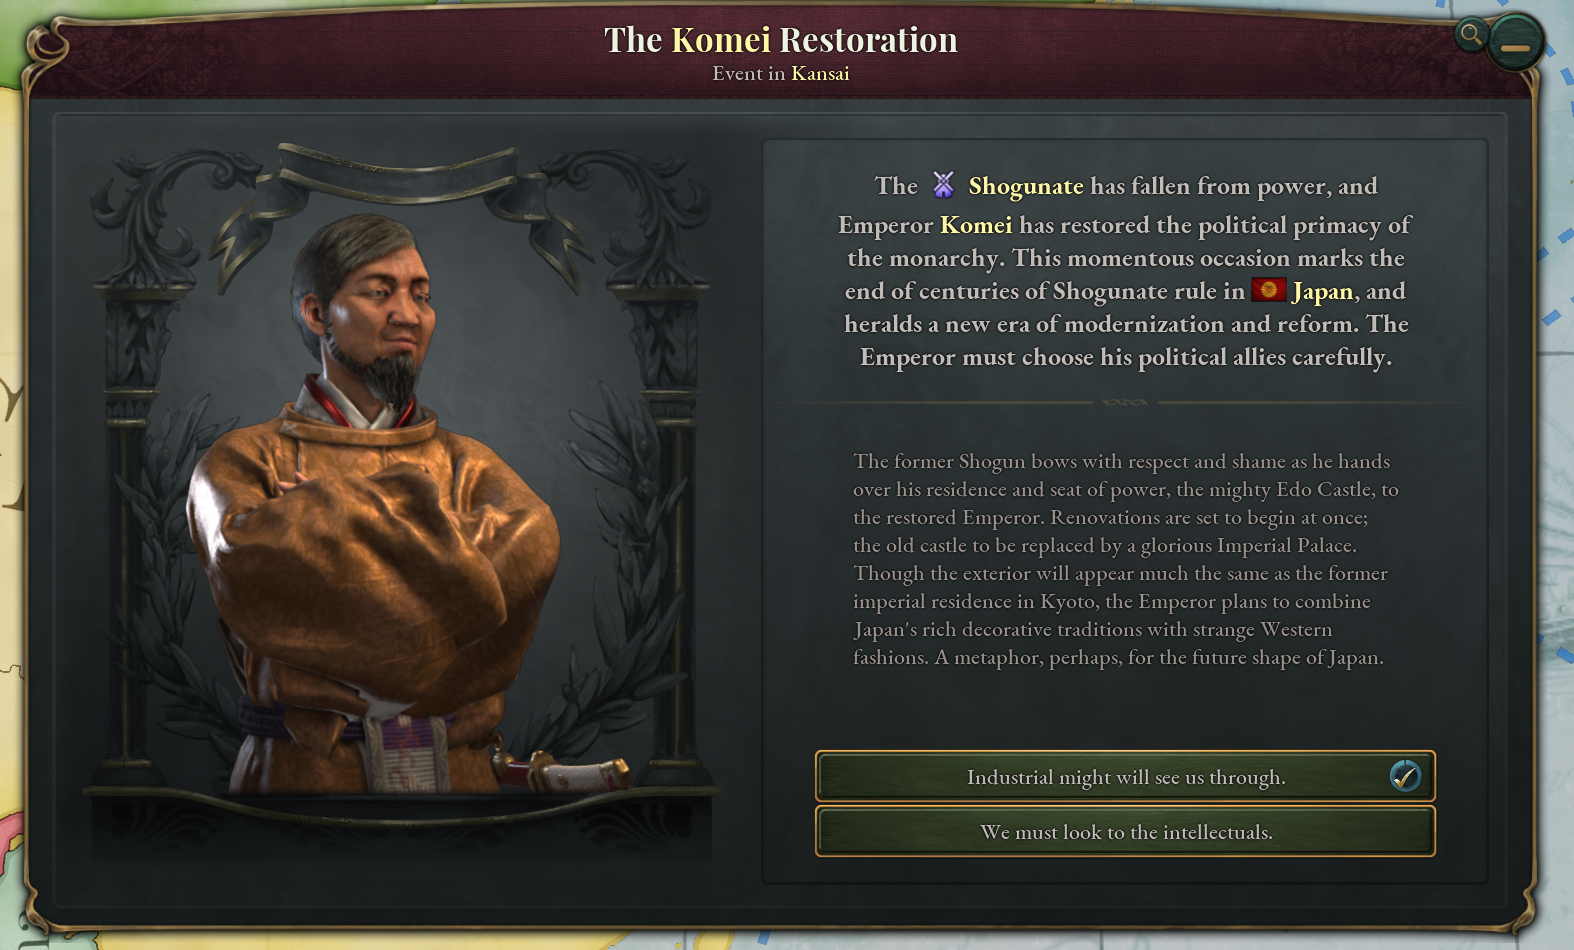 The Komei Restoration
Event in Kansai
The Shogunate has fallen from power, and
Emperor Komei has restored the political primacy of
the monarchy. This momentous occasion marks the
end of centuries of Shogunate rule in Japan, and
heralds a new era of modernization and reform. The
Emperor must choose his political allies carefully.
The former Shogun bows with respect and shame as he hands
over his residence and seat of power, the mighty Edo Castle, to
the restored Emperor. Renovations are set to begin at once;
the old castle to be replaced by a glorious Imperial Palace.
Though the exterior will appear much the same as the former
imperial residence in Kyoto, the Emperor plans to combine
Japan's rich decorative traditions with strange Western
fashions. A metaphor, perhaps, for the future shape of Japan.
Industrial might will see us through.
We must look to the intellectuals.